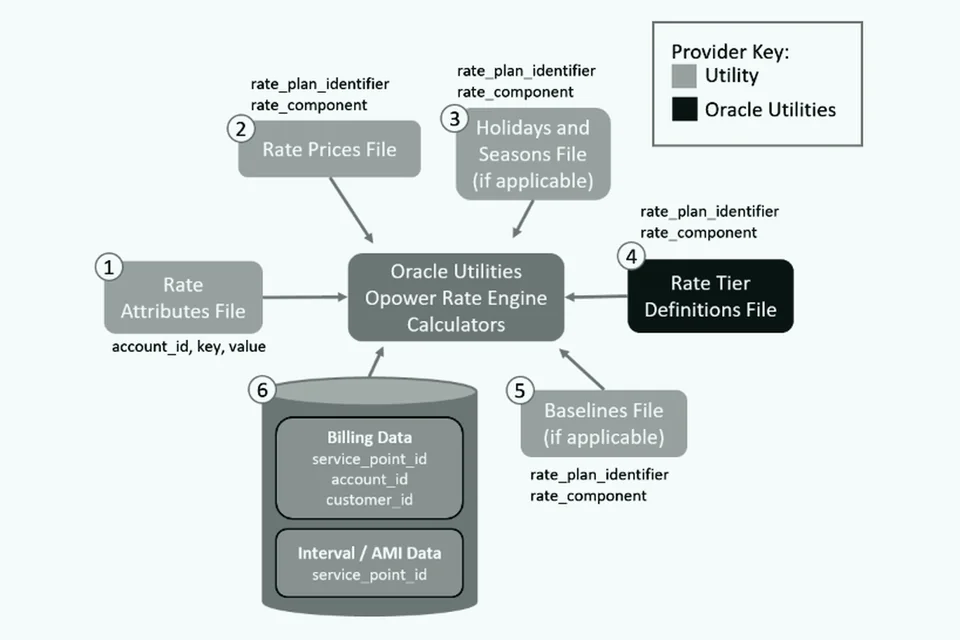 Provider Key:
Utility
Oracle Utilities
rate_plan_identifier
rate_component
2
Rate Prices File
rate_plan_identifier
rate_component
3
Holidays and
Seasons File
(if applicable)
rate_plan_identifier
rate_component
4
Rate Tier
Definitions File
1
Rate
Attributes File
account_id, key, value
Oracle Utilities
Opower Rate Engine
Calculators
6
Billing Data
service_point_id
account_id
customer_id
Interval / AMI Data
service_point_id
5
Baselines File
(if applicable)
rate_plan_identifier
rate_component